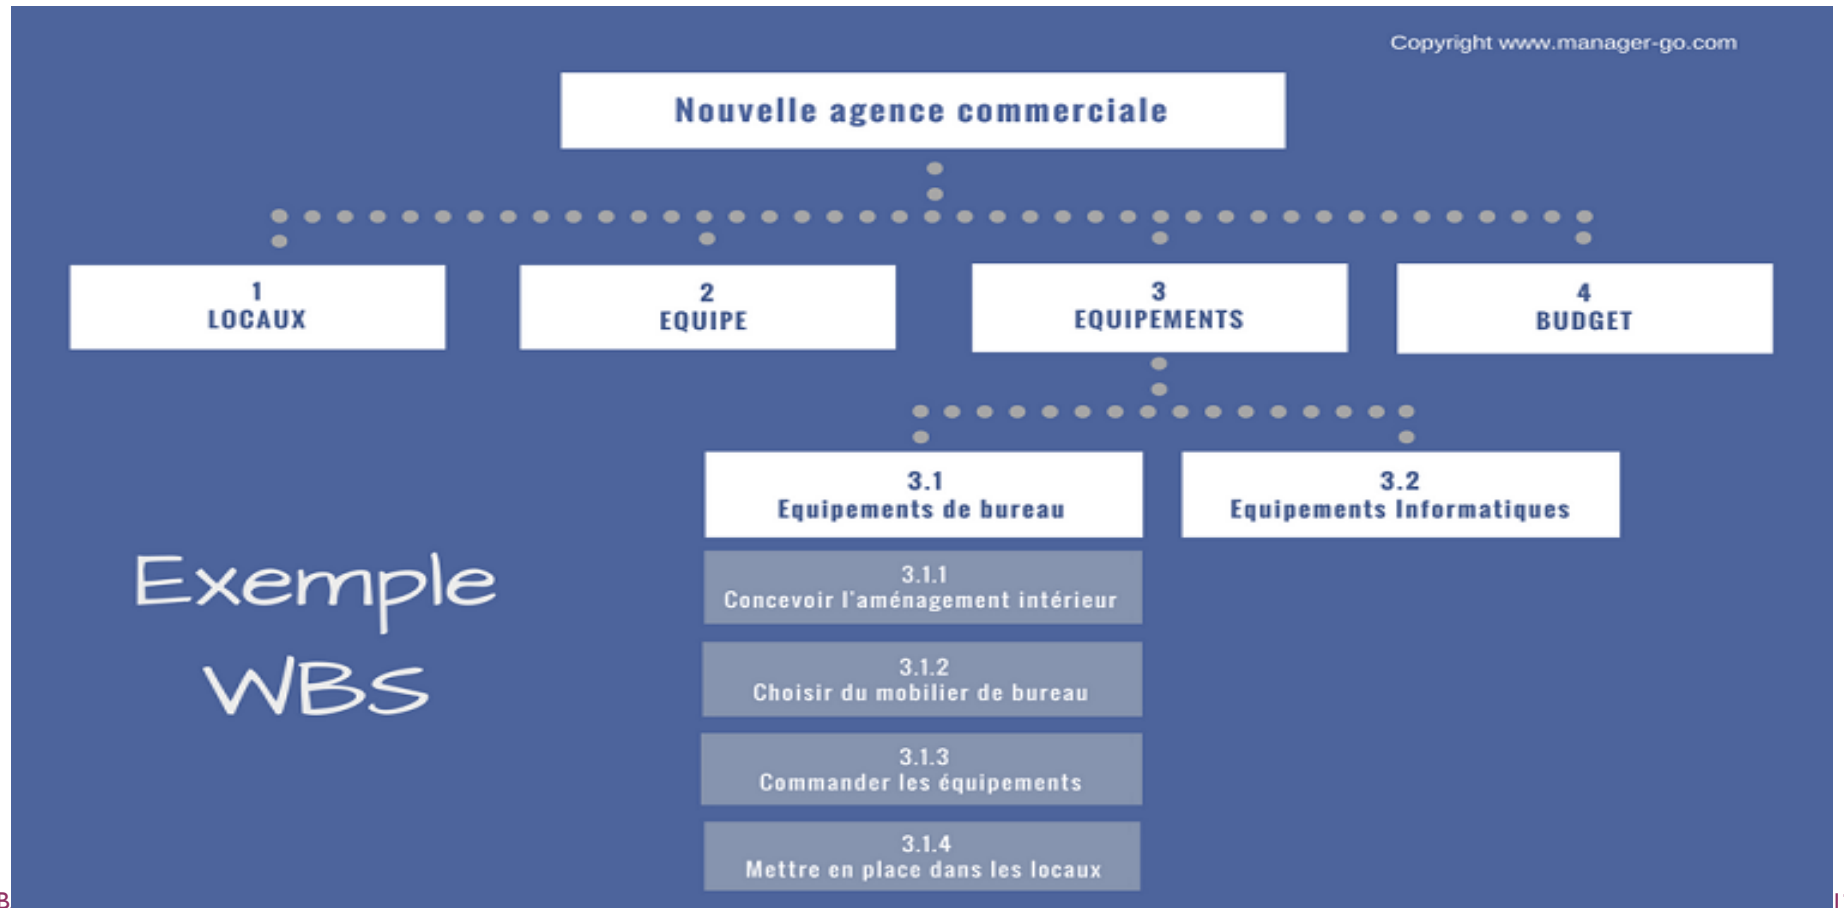 Copyright www.manager-go.com
Nouvelle agence commerciale
1
LOCAUX
2
EQUIPE
3
EQUIPEMENTS
4
BUDGET
3.1
Equipements de bureau
3.2
Equipements Informatiques
Exemple
WBS
3.1.1
Concevoir l'aménagement intérieur
3.1.2
Choisir du mobilier de bureau
3.1.3
Commander les équipements
3.1.4
Mettre en place dans les locaux